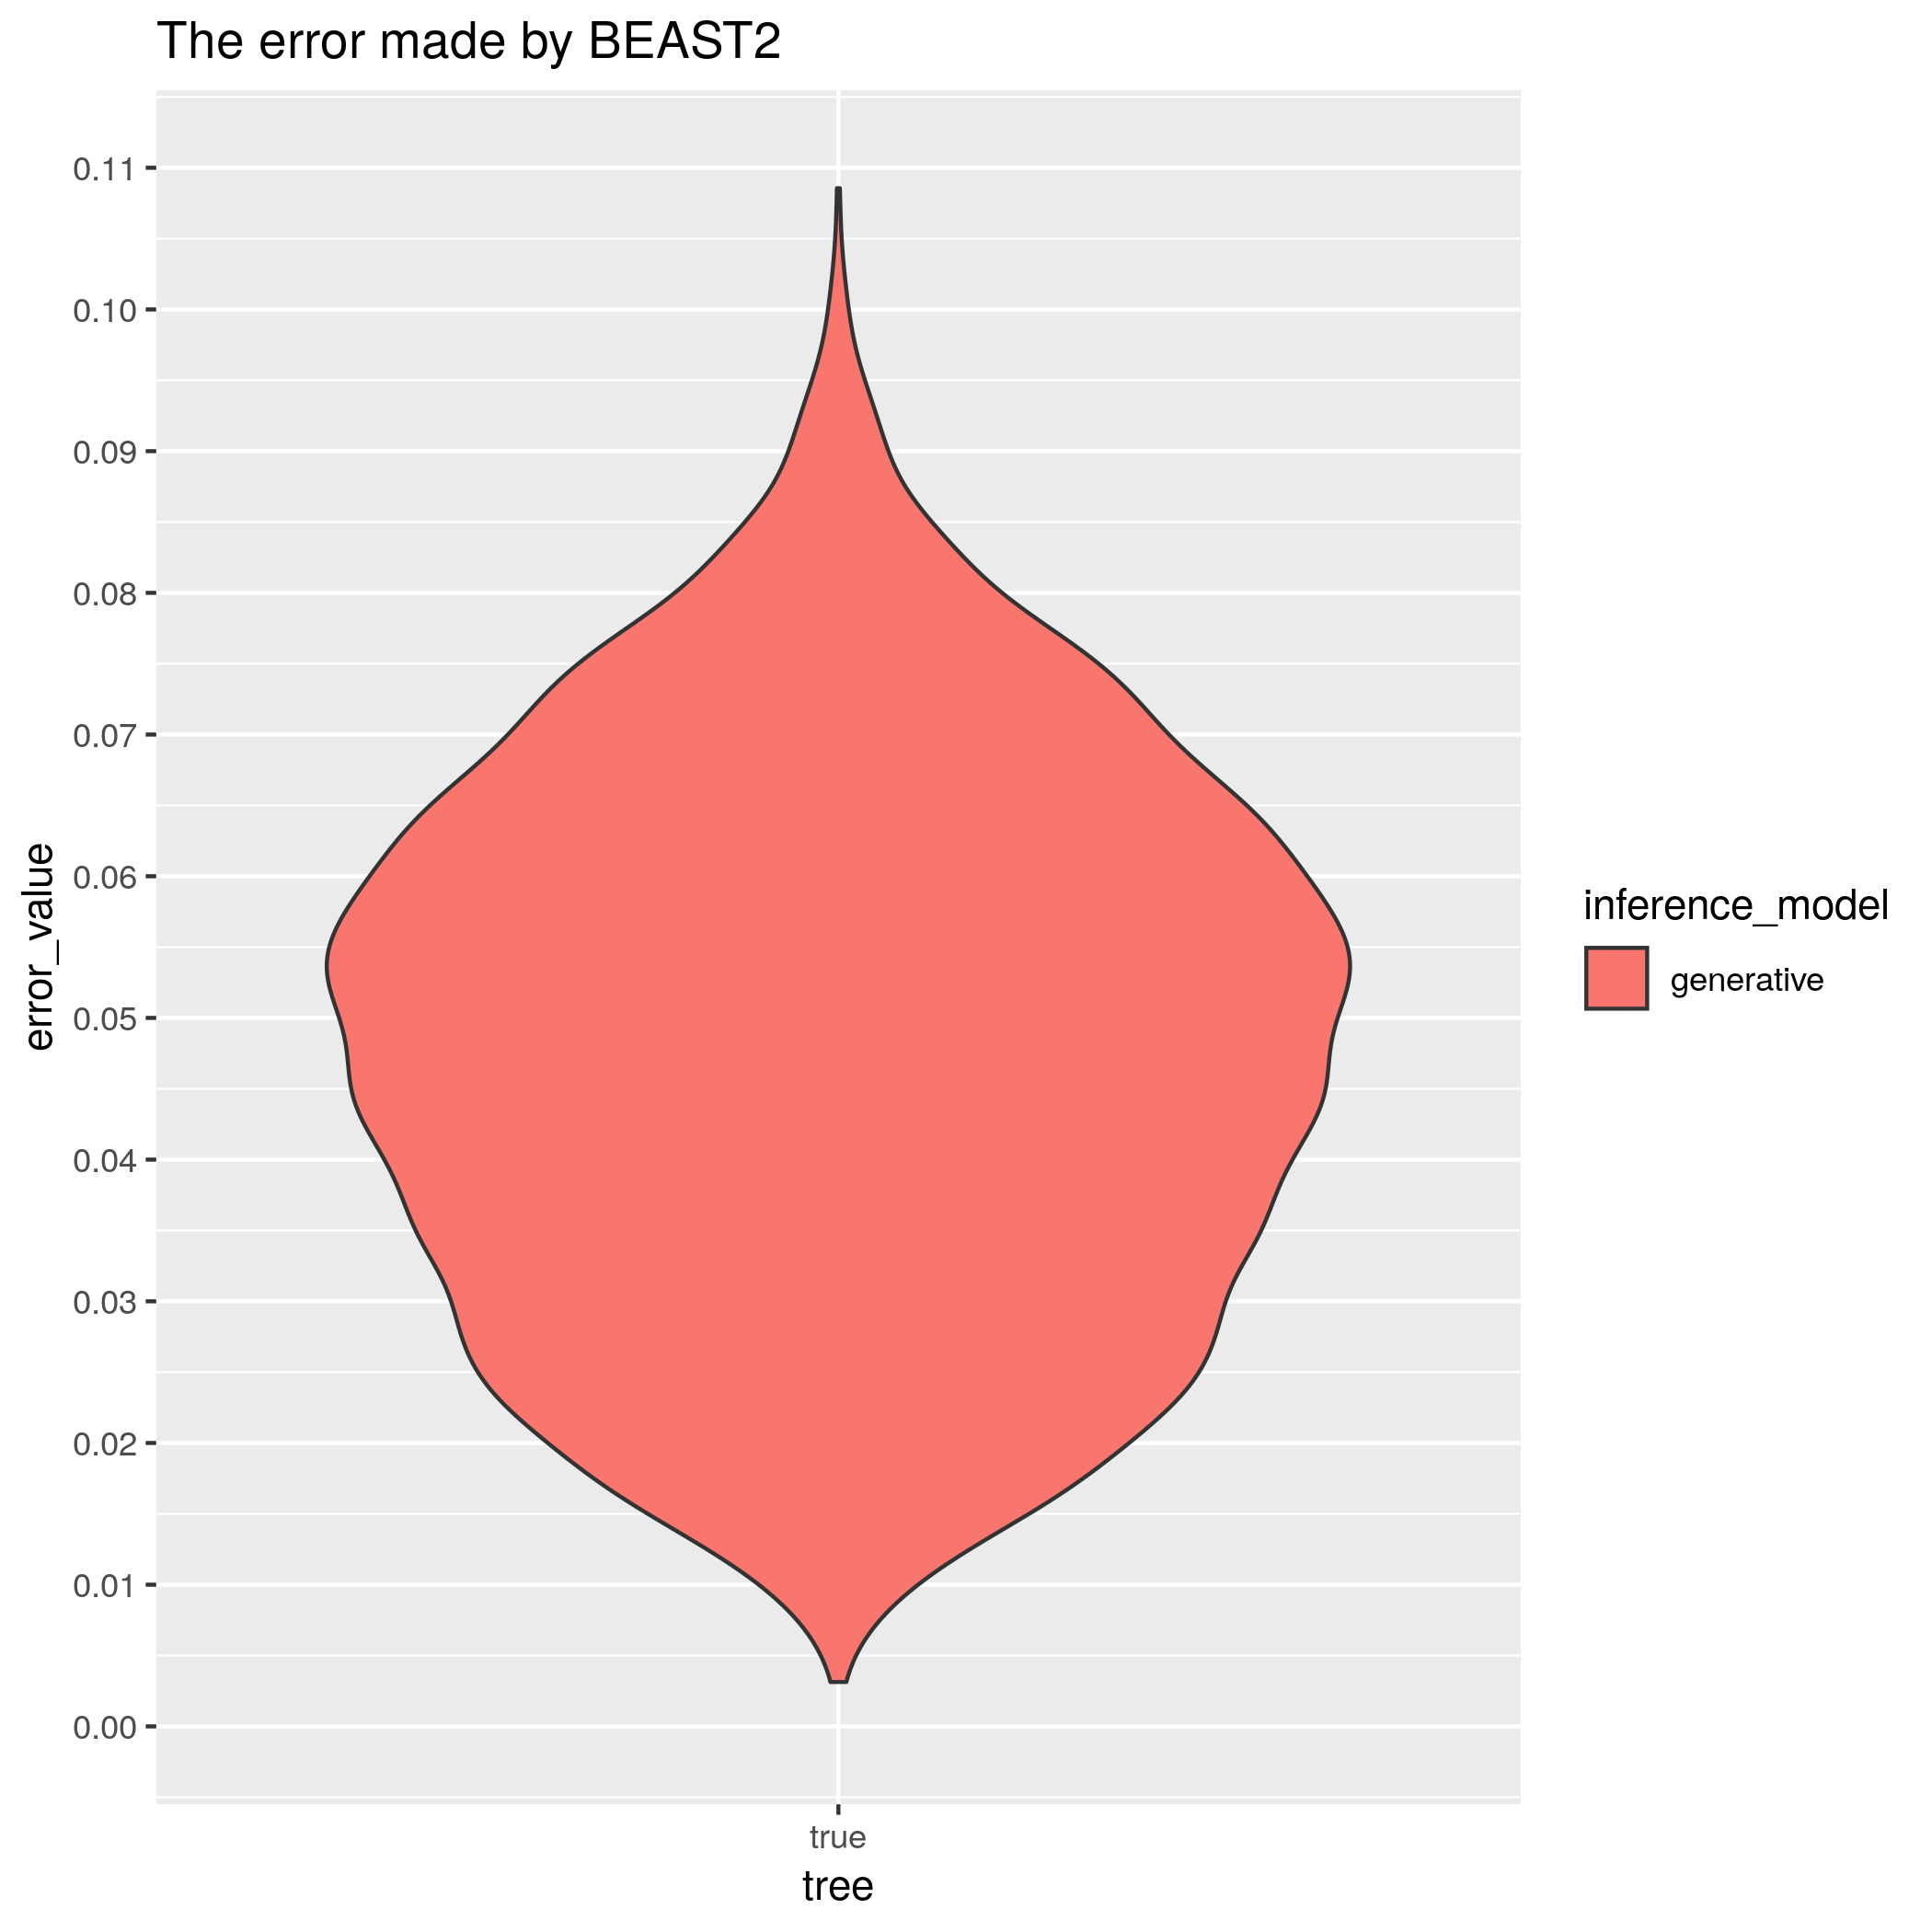 The error made by BEAST2
0.11
0.10
0.09
0.08
0.07
0.06
0.05
0.04
0.03
0.02
0.01
0.00
error_value
true
tree
inference_model
generative